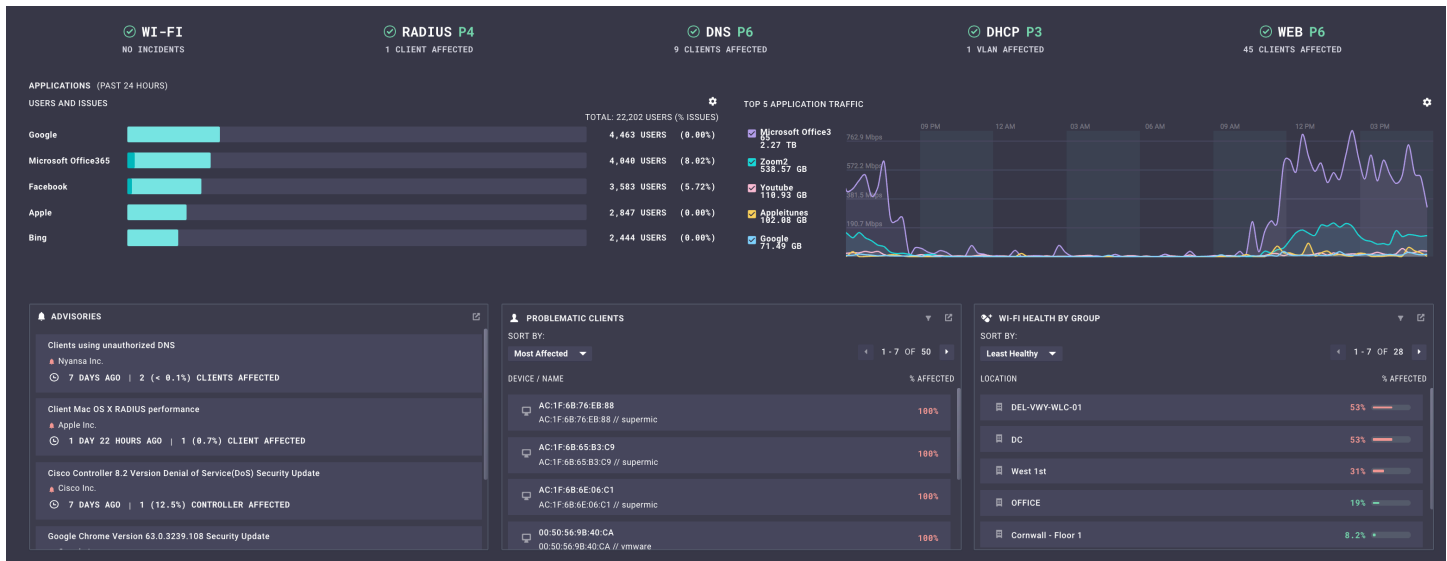 WI-FI
NO INCIDENTS
RADIUS P4
1 CLIENT AFFECTED
DNS P6
9 CLIENTS AFFECTED
DHCP P3
1 VLAN AFFECTED
WEB P6
45 CLIENTS AFFECTED
APPLICATIONS (PAST 24 HOURS)
USERS AND ISSUES
TOTAL: 22,202 USERS (% ISSUES)
Google 4,463 USERS (0.00%)
Microsoft Office365 4,040 USERS (8.02%)
Facebook 3,583 USERS (5.72%)
Apple 2,847 USERS (0.00%)
Bing 2,444 USERS (0.00%)
TOP 5 APPLICATION TRAFFIC
Microsoft Office3
65
2.27 TB
Zoom2
538.57 GB
Youtube
110.93 GB
Appleitunes
102.08 GB
Google
71.49 GB
09 PM 12 AM 03 AM 06 AM 09 AM 12 PM 03 PM
762.9 Mbps
572.2 Mbps
381.5 Mbps
190.7 Mbps
ADVISORIES
Clients using unauthorized DNS
Nyansa Inc.
7 DAYS AGO | 2 (< 0.1%) CLIENTS AFFECTED
Client Mac OS X RADIUS performance
Apple Inc.
1 DAY 22 HOURS AGO | 1 (0.7%) CLIENT AFFECTED
Cisco Controller 8.2 Version Denial of Service(DoS) Security Update
Cisco Inc.
7 DAYS AGO | 1 (12.5%) CONTROLLER AFFECTED
Google Chrome Version 63.0.3239.108 Security Update
PROBLEMATIC CLIENTS
SORT BY:
Most Affected
1 - 7 OF 50
DEVICE / NAME % AFFECTED
AC:1F:6B:76:EB:88
AC:1F:6B:76:EB:88 // supermic
100%
AC:1F:6B:65:B3:C9
AC:1F:6B:65:B3:C9 // supermic
100%
AC:1F:6B:6E:06:C1
AC:1F:6B:6E:06:C1 // supermic
100%
00:50:56:9B:40:CA
00:50:56:9B:40:CA // vmware
100%
WI-FI HEALTH BY GROUP
SORT BY:
Least Healthy
1 - 7 OF 28
LOCATION % AFFECTED
DEL-VWY-WLC-01 53%
DC 53%
West 1st 31%
OFFICE 19%
Cornwall - Floor 1 8.2%